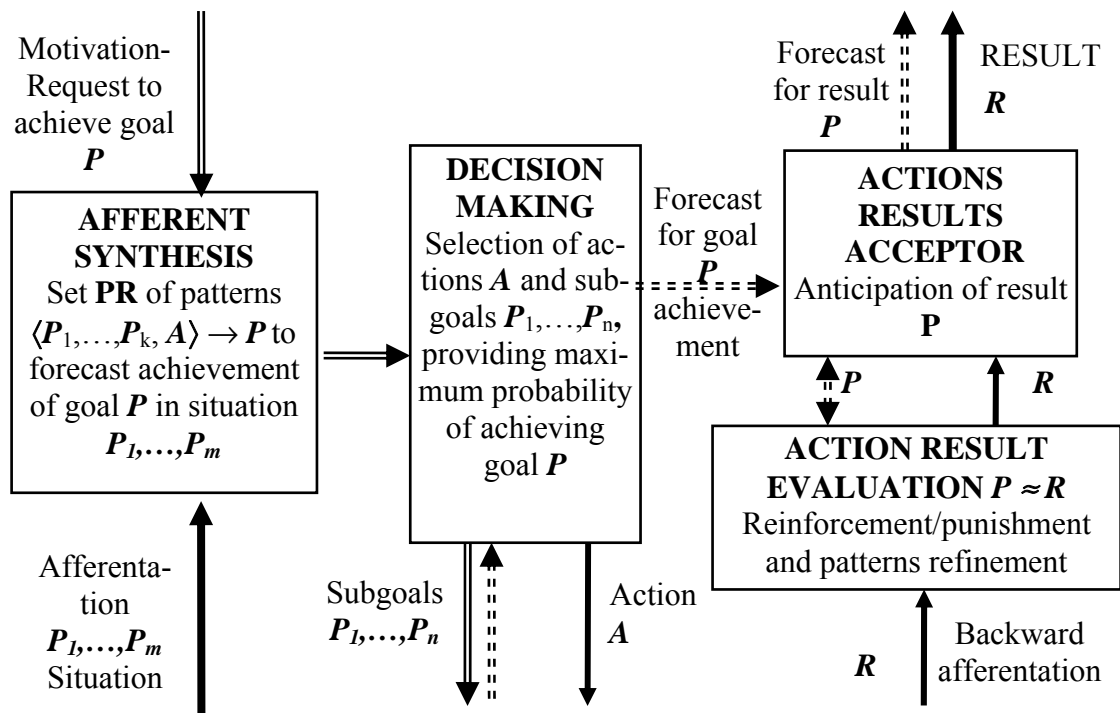 Motivation-
Request to
achieve goal
P
AFFERENT
SYNTHESIS
Set PR of patterns
⟨P1,…,Pk, A⟩ → P to
forecast achievement
of goal P in situation
P1,…,Pm
Afferenta-
tion
P1,…,Pm
Situation
DECISION
MAKING
Selection of ac-
tions A and sub-
goals P1,…,Pn,
providing maxi-
mum probability
of achieving
goal P
Subgoals
P1,…,Pn
Action
A
Forecast
for goal
P
achieve-
ment
Forecast
for result
P
RESULT
R
ACTIONS
RESULTS
ACCEPTOR
Anticipation of result
P
P
R
ACTION RESULT
EVALUATION P ≈ R
Reinforcement/punishment
and patterns refinement
R
Backward
afferentation